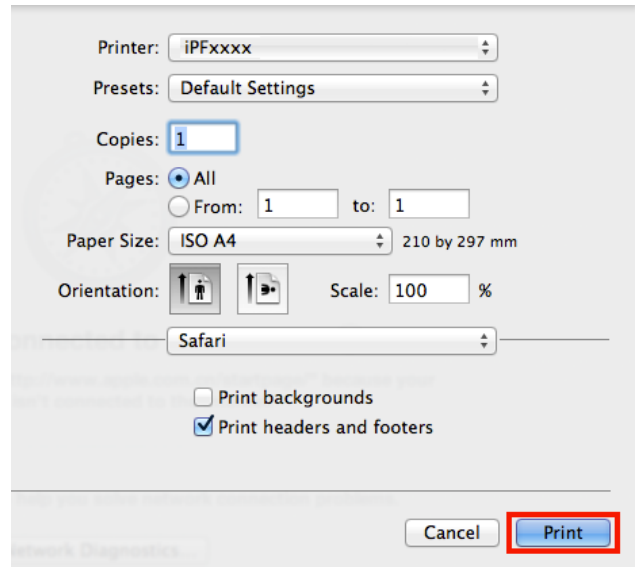 Printer: iPFxxxx
Presets: Default Settings
Copies: 1
Pages: All
From: 1 to: 1
Paper Size: ISO A4 210 by 297 mm
Orientation: Scale: 100 %
Safari
Print backgrounds
Print headers and footers
Cancel Print